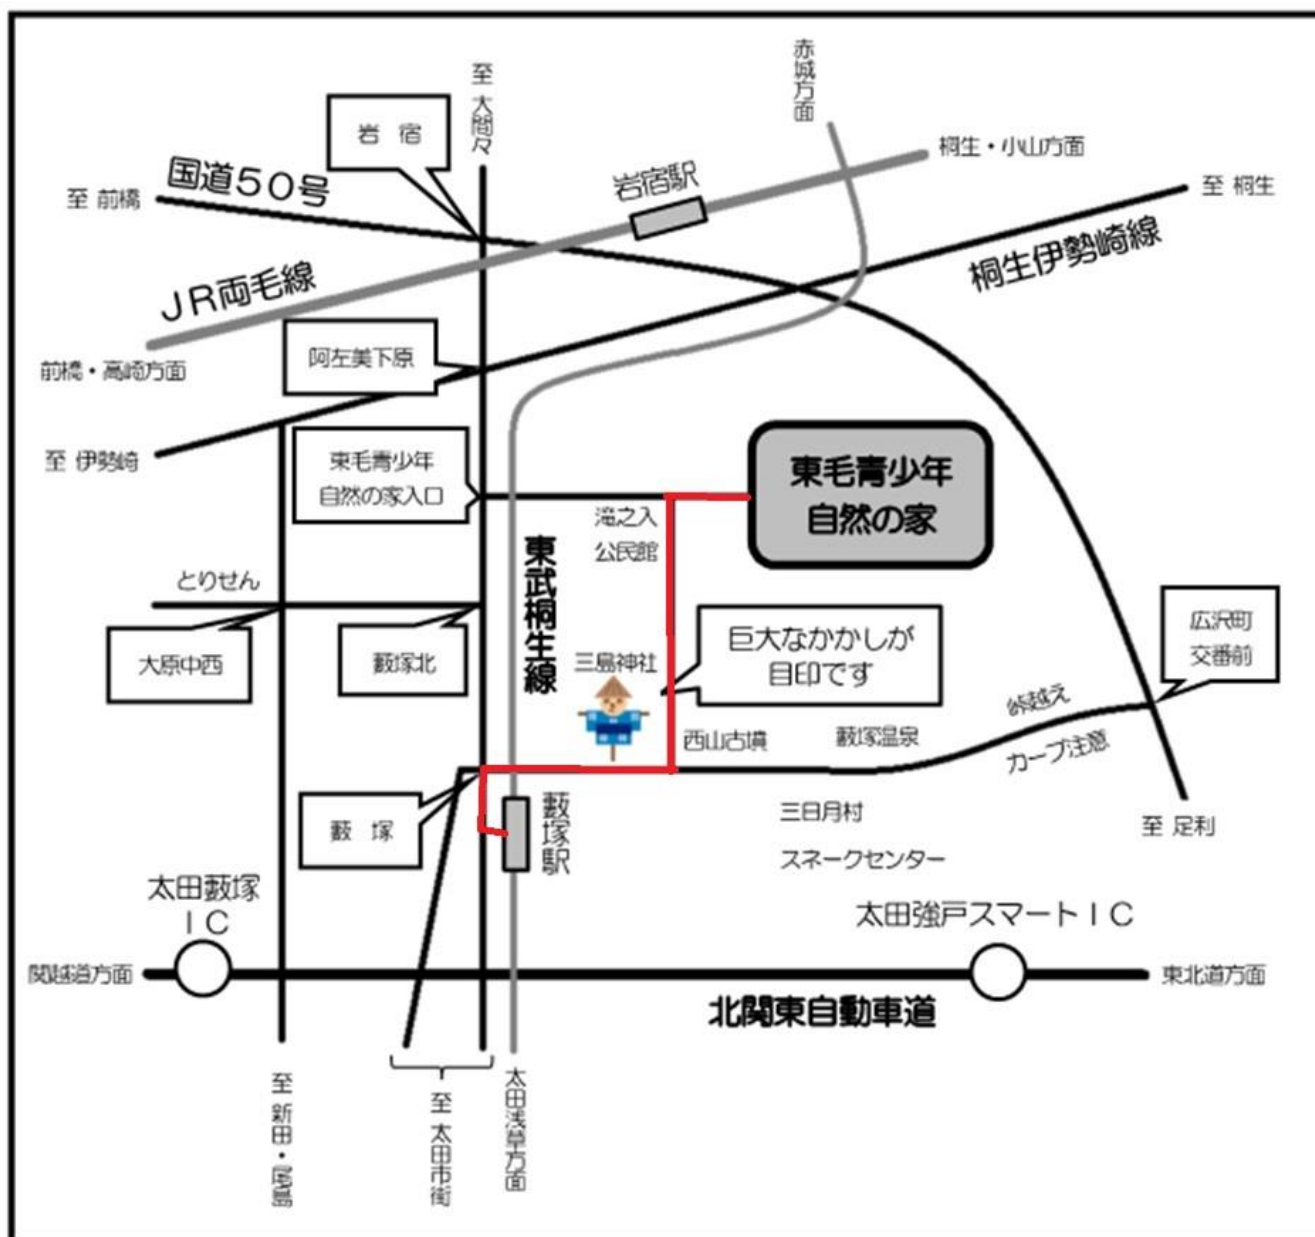 赤城方面
至 大間々
岩 宿
桐生・小山方面
国道50号
岩宿駅
至 前橋
至 桐生
桐生伊勢崎線
JR両毛線
阿左美下原
前橋・高崎方面
至 伊勢崎
東毛青少年
自然の家入口
東毛青少年
自然の家
滝之入
公民館
東武桐生線
とりせん
広沢町
交番前
大原中西
藪塚北
三島神社
巨大なかかしが
目印です
峠越え
カーブ注意
西山古墳
藪塚温泉
藪 塚
藪塚駅
三日月村
スネークセンター
至 足利
太田藪塚
IC
太田強戸スマートIC
関越道方面
東北道方面
北関東自動車道
至 新田・尾島
至 太田市街
太田浅草方面